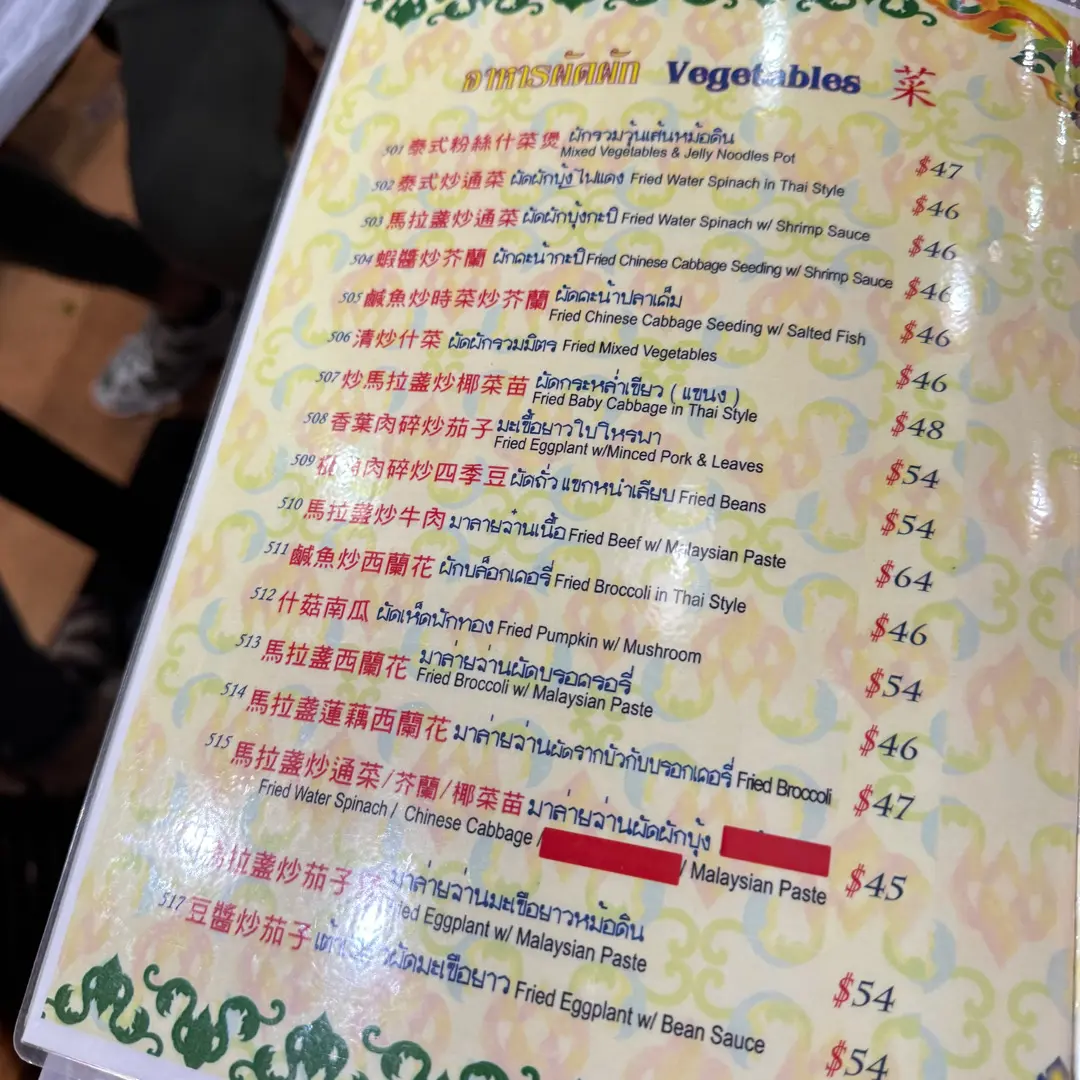 อาหารผัดผัก Vegetables 菜
501 泰式粉絲什菜煲 ผักรวมวุ้นเส้นหม้อดิน
Mixed Vegetables & Jelly Noodles Pot $47
502 泰式炒通菜 ผัดผักบุ้งไฟแดง Fried Water Spinach in Thai Style $46
503 馬拉盞炒通菜 ผัดผักบุ้งกะปิ Fried Water Spinach w/ Shrimp Sauce $46
504 蝦醬炒芥蘭 ผักคะน้ากะปิ Fried Chinese Cabbage Seeding w/ Shrimp Sauce $46
505 鹹魚炒時菜炒芥蘭 ผัดคะน้าปลาเค็ม
Fried Chinese Cabbage Seeding w/ Salted Fish $46
506 清炒什菜 ผัดผักรวมมิตร Fried Mixed Vegetables $46
507 炒馬拉盞炒椰菜苗 ผัดกระหล่ำเขียว ( แขนง )
Fried Baby Cabbage in Thai Style $48
508 香葉肉碎炒茄子 มะเขือยาวใบโหรพา
Fried Eggplant w/Minced Pork & Leaves $54
509 肉碎炒四季豆 ผัดถั่ว แขกหนำเลียบ Fried Beans $54
510 馬拉盞炒牛肉 มาลายจ๋านเนื้อ Fried Beef w/ Malaysian Paste $64
511 鹹魚炒西蘭花 ผักบล็อกเคอรี่ Fried Broccoli in Thai Style $46
512 什菇南瓜 ผัดเห็ดฟักทอง Fried Pumpkin w/ Mushroom $54
513 馬拉盞西蘭花 มาล่ายจ่านผัดบรอคครอรี่
Fried Broccoli w/ Malaysian Paste $46
514 馬拉盞蓮藕西蘭花 มาล่ายจ่านผัดรากบัวกับบรอกเคอรี่ Fried Broccoli $47
515 馬拉盞炒通菜/芥蘭/椰菜苗 มาล่ายจ่านผัดผักบุ้ง
Fried Water Spinach / Chinese Cabbage / / Malaysian Paste $45
拉盞炒茄子 มาล่ายจ่านมะเขือยาวหม้อดิน
Eggplant w/ Malaysian Paste $54
517 豆醬炒茄子 ผัดมะเขือยาว Fried Eggplant w/ Bean Sauce $54